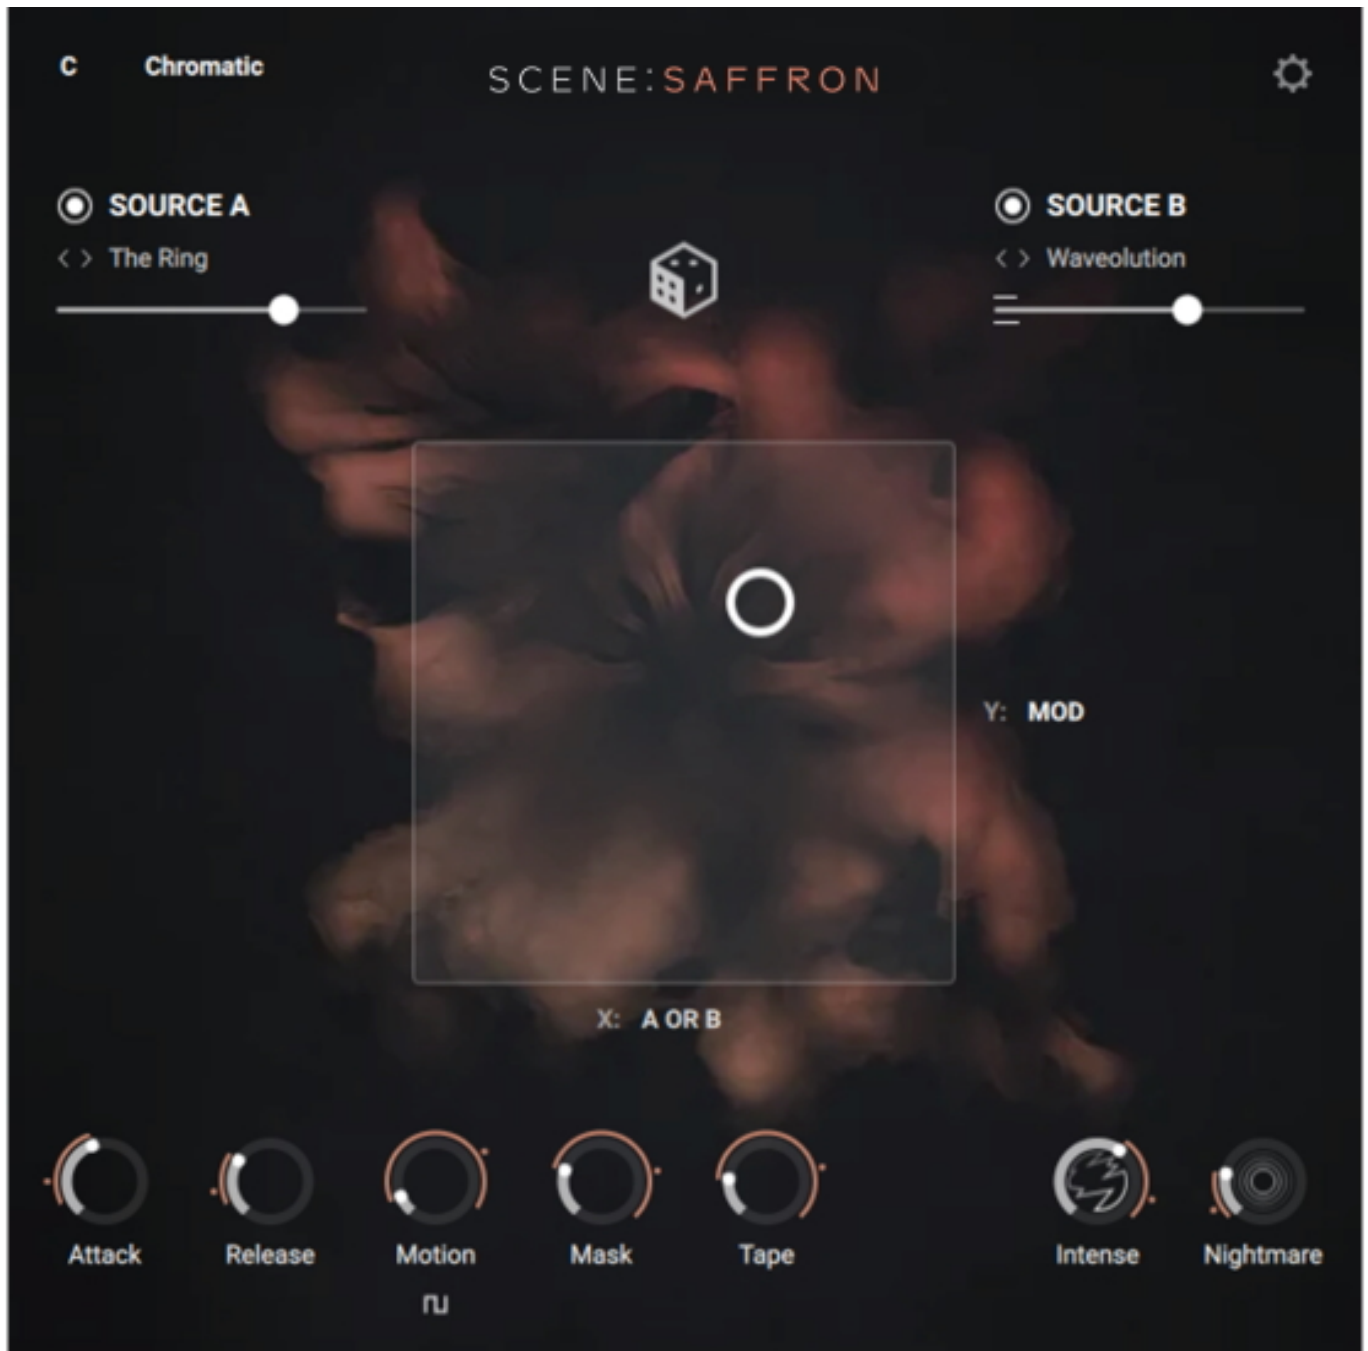 C Chromatic
SCENE:SAFFRON
SOURCE A
< > The Ring
SOURCE B
< > Waveolution
Y: MOD
X: A OR B
Attack Release Motion Mask Tape Intense Nightmare